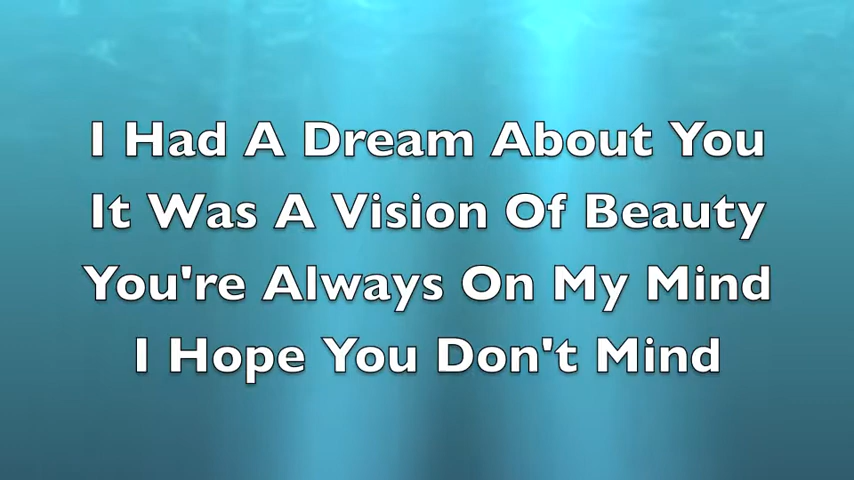 I Had A Dream About You
It Was A Vision Of Beauty
You're Always On My Mind
I Hope You Don't Mind